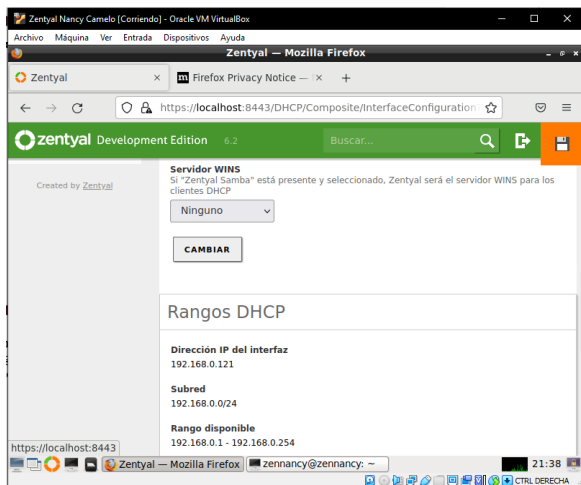 Zentyal Nancy Camelo [Corriendo] - Oracle VM VirtualBox
Archivo Máquina Ver Entrada Dispositivos Ayuda
Zentyal — Mozilla Firefox
Zentyal
Firefox Privacy Notice —
https://localhost:8443/DHCP/Composite/InterfaceConfiguration
zentyal Development Edition 6.2
Buscar...
Created by Zentyal
Servidor WINS
Si "Zentyal Samba" está presente y seleccionado, Zentyal será el servidor WINS para los
clientes DHCP
Ninguno
CAMBIAR
Rangos DHCP
Dirección IP del interfaz
192.168.0.121
Subred
192.168.0.0/24
Rango disponible
192.168.0.1 - 192.168.0.254
https://localhost:8443
Zentyal — Mozilla Firefox
zennancy@zennancy: ~
21:38
CTRL DERECHA